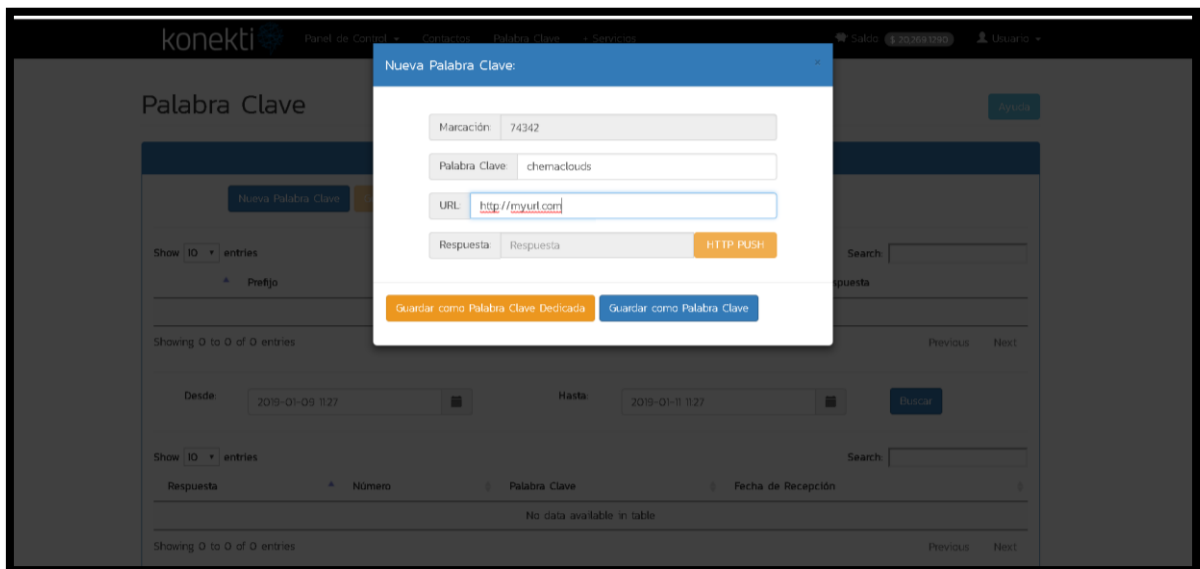 konekti Panel de Control Contactos Palabra Clave + Servicios Saldo $ 20,269.1290 Usuario
Nueva Palabra Clave: ×
Palabra Clave Ayuda
Marcación: 74342
Palabra Clave: chemaclouds
Nueva Palabra Clave
URL: http://myurl.com
Respuesta: Respuesta HTTP PUSH
Show 10 entries Search:
Prefijo spuesta
Guardar como Palabra Clave Dedicada Guardar como Palabra Clave
Showing 0 to 0 of 0 entries Previous Next
Desde: 2019-01-09 11:27 Hasta: 2019-01-11 11:27 Buscar
Show 10 entries Search:
Respuesta Número Palabra Clave Fecha de Recepción
No data available in table
Showing 0 to 0 of 0 entries Previous Next